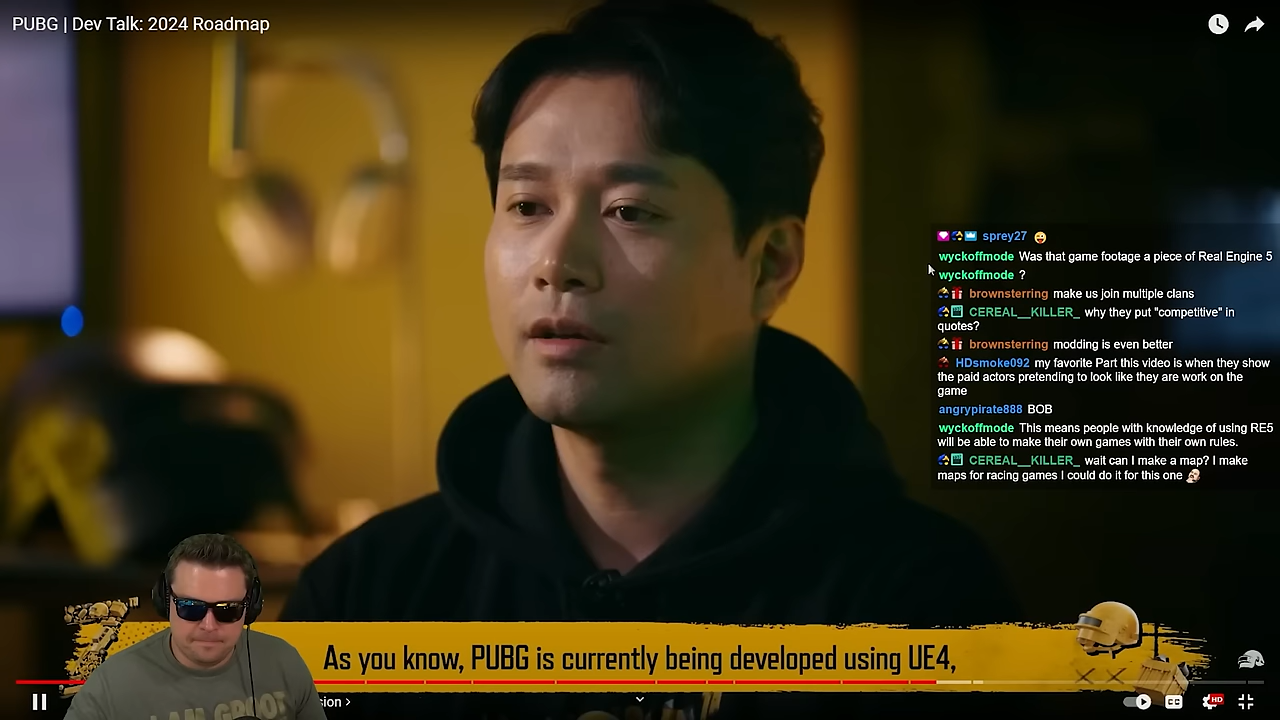 PUBG | Dev Talk: 2024 Roadmap
sprey27
wyckoffmode Was that game footage a piece of Real Engine 5
wyckoffmode ?
brownsterring make us join multiple clans
CEREAL__KILLER_ why they put "competitive" in
quotes?
brownsterring modding is even better
HDsmoke092 my favorite Part this video is when they show
the paid actors pretending to look like they are work on the
game
angrypirate888 BOB
wyckoffmode This means people with knowledge of using RE5
will be able to make their own games with their own rules.
CEREAL__KILLER_ wait can I make a map? I make
maps for racing games I could do it for this one
As you know, PUBG is currently being developed using UE4,
I AM GROOT
sion >
CC
HD